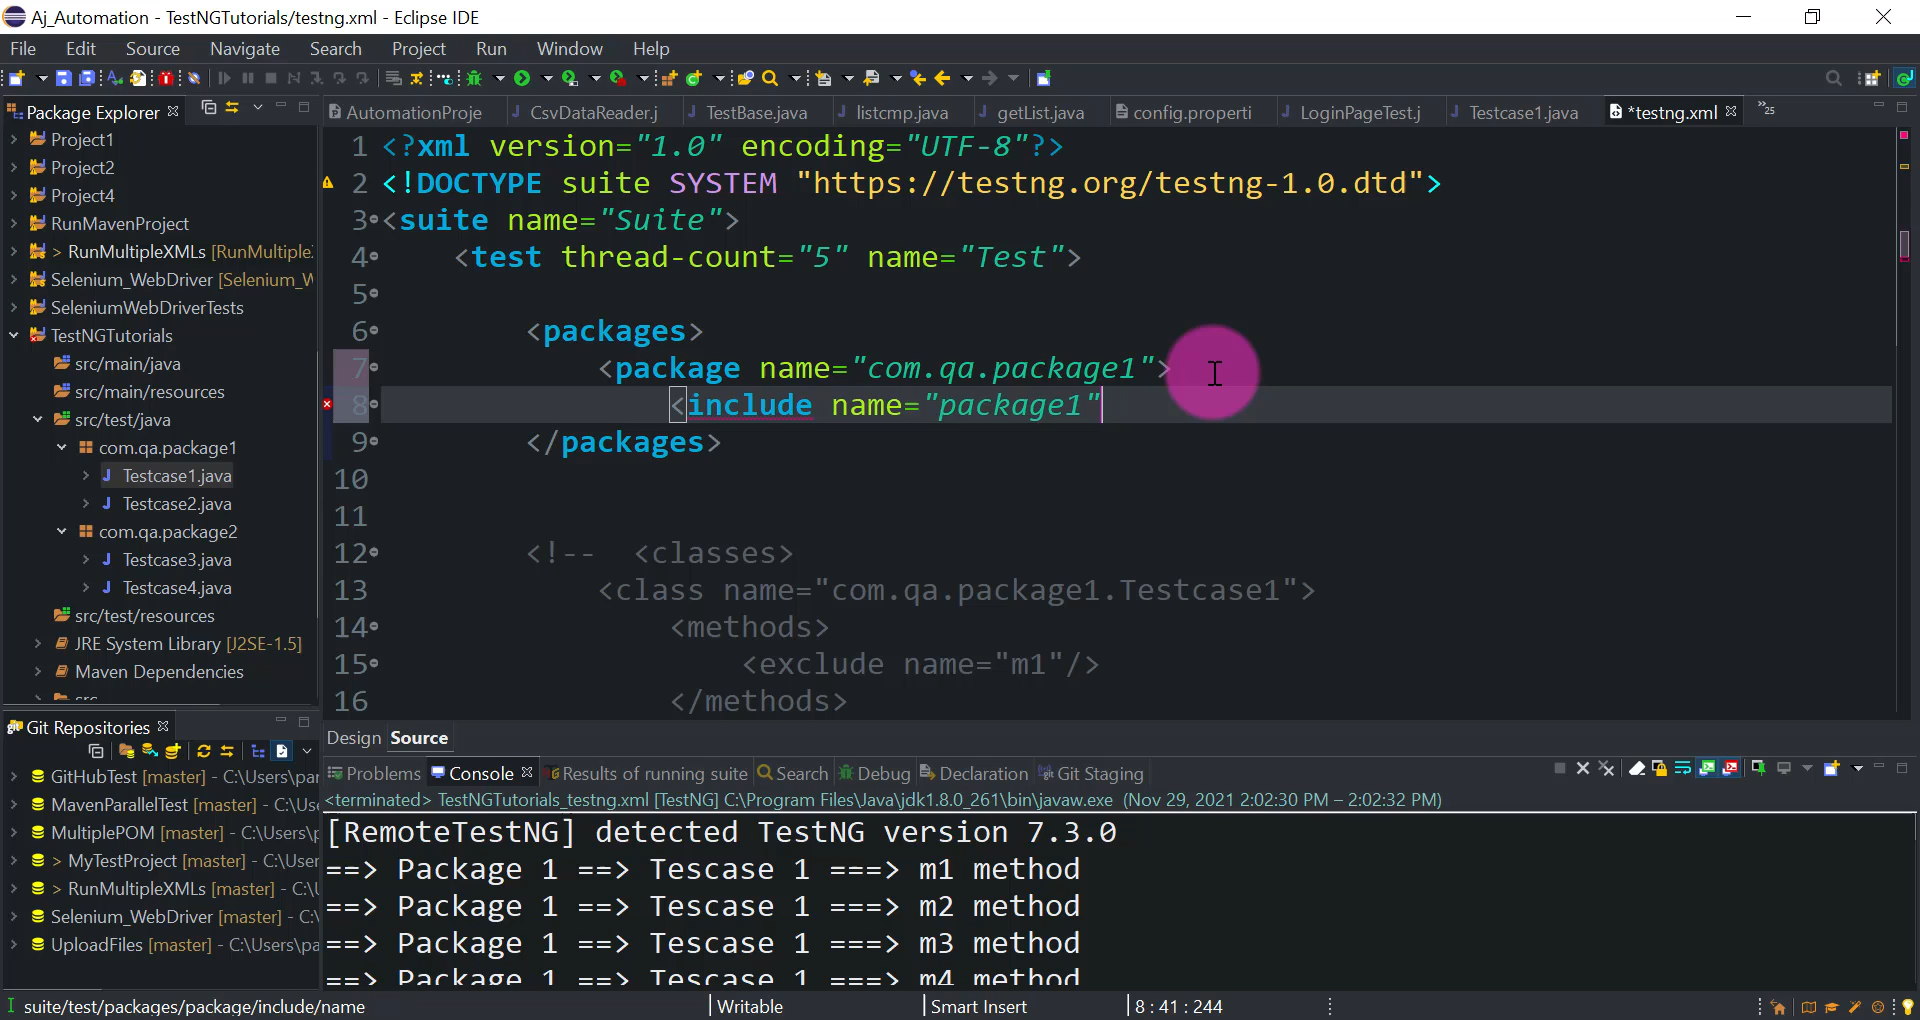 Aj_Automation - TestNGTutorials/testng.xml - Eclipse IDE
File Edit Source Navigate Search Project Run Window Help
Package Explorer
AutomationProje CsvDataReader.j TestBase.java listcmp.java getList.java config.properti LoginPageTest.j Testcase1.java *testng.xml »25
Project1
Project2
Project4
RunMavenProject
> RunMultipleXMLs [RunMultiple
Selenium_WebDriver [Selenium_W
SeleniumWebDriverTests
TestNGTutorials
src/main/java
src/main/resources
src/test/java
com.qa.package1
Testcase1.java
Testcase2.java
com.qa.package2
Testcase3.java
Testcase4.java
src/test/resources
JRE System Library [J2SE-1.5]
Maven Dependencies
src
1 <?xml version="1.0" encoding="UTF-8"?>
2 <!DOCTYPE suite SYSTEM "https://testng.org/testng-1.0.dtd">
3 <suite name="Suite">
4 <test thread-count="5" name="Test">
5
6 <packages>
7 <package name="com.qa.package1">
8 <include name="package1"
9 </packages>
10
11
12 <!-- <classes>
13 <class name="com.qa.package1.Testcase1">
14 <methods>
15 <exclude name="m1"/>
16 </methods>
Design Source
Git Repositories
GitHubTest [master] - C:\Users\par
MavenParallelTest [master] - C:\Use
MultiplePOM [master] - C:\Users\p
> MyTestProject [master] - C:\User
> RunMultipleXMLs [master] - C:\
Selenium_WebDriver [master] - C:\
UploadFiles [master] - C:\Users\pa
Problems Console Results of running suite Search Debug Declaration Git Staging
<terminated> TestNGTutorials_testng.xml [TestNG] C:\Program Files\Java\jdk1.8.0_261\bin\javaw.exe (Nov 29, 2021 2:02:30 PM – 2:02:32 PM)
[RemoteTestNG] detected TestNG version 7.3.0
==> Package 1 ==> Tescase 1 ===> m1 method
==> Package 1 ==> Tescase 1 ===> m2 method
==> Package 1 ==> Tescase 1 ===> m3 method
==> Package 1 ==> Tescase 1 ===> m4 method
suite/test/packages/package/include/name Writable Smart Insert 8 : 41 : 244